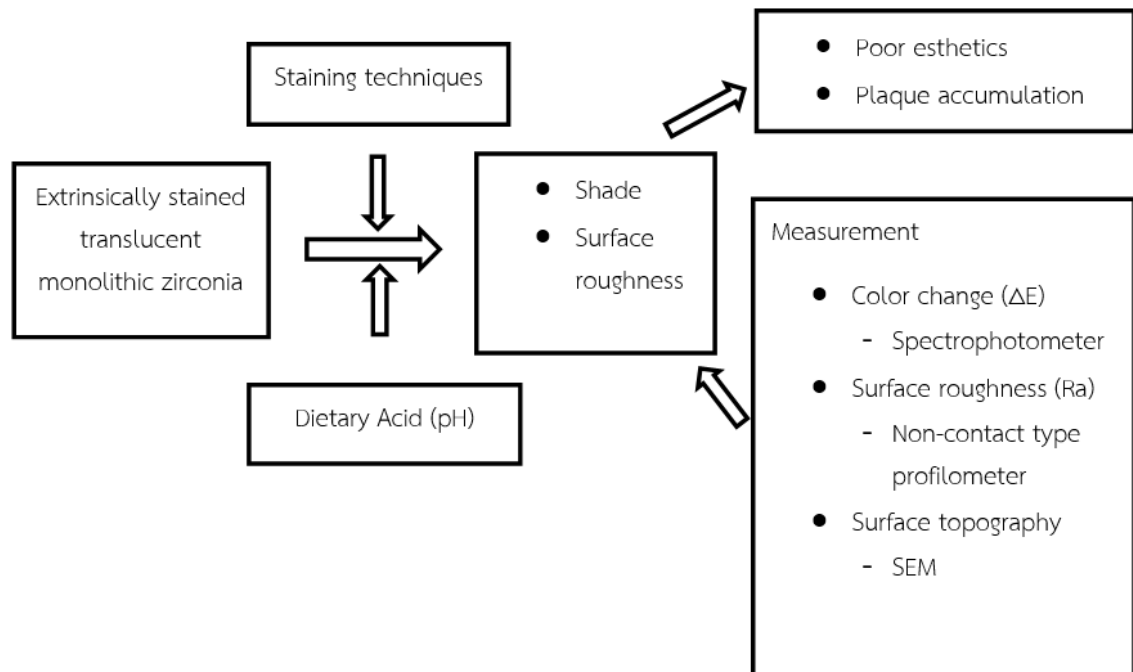 Staining techniques
Extrinsically stained
translucent
monolithic zirconia
Dietary Acid (pH)
● Shade
● Surface
roughness
● Poor esthetics
● Plaque accumulation
Measurement
● Color change (ΔE)
- Spectrophotometer
● Surface roughness (Ra)
- Non-contact type
profilometer
● Surface topography
- SEM